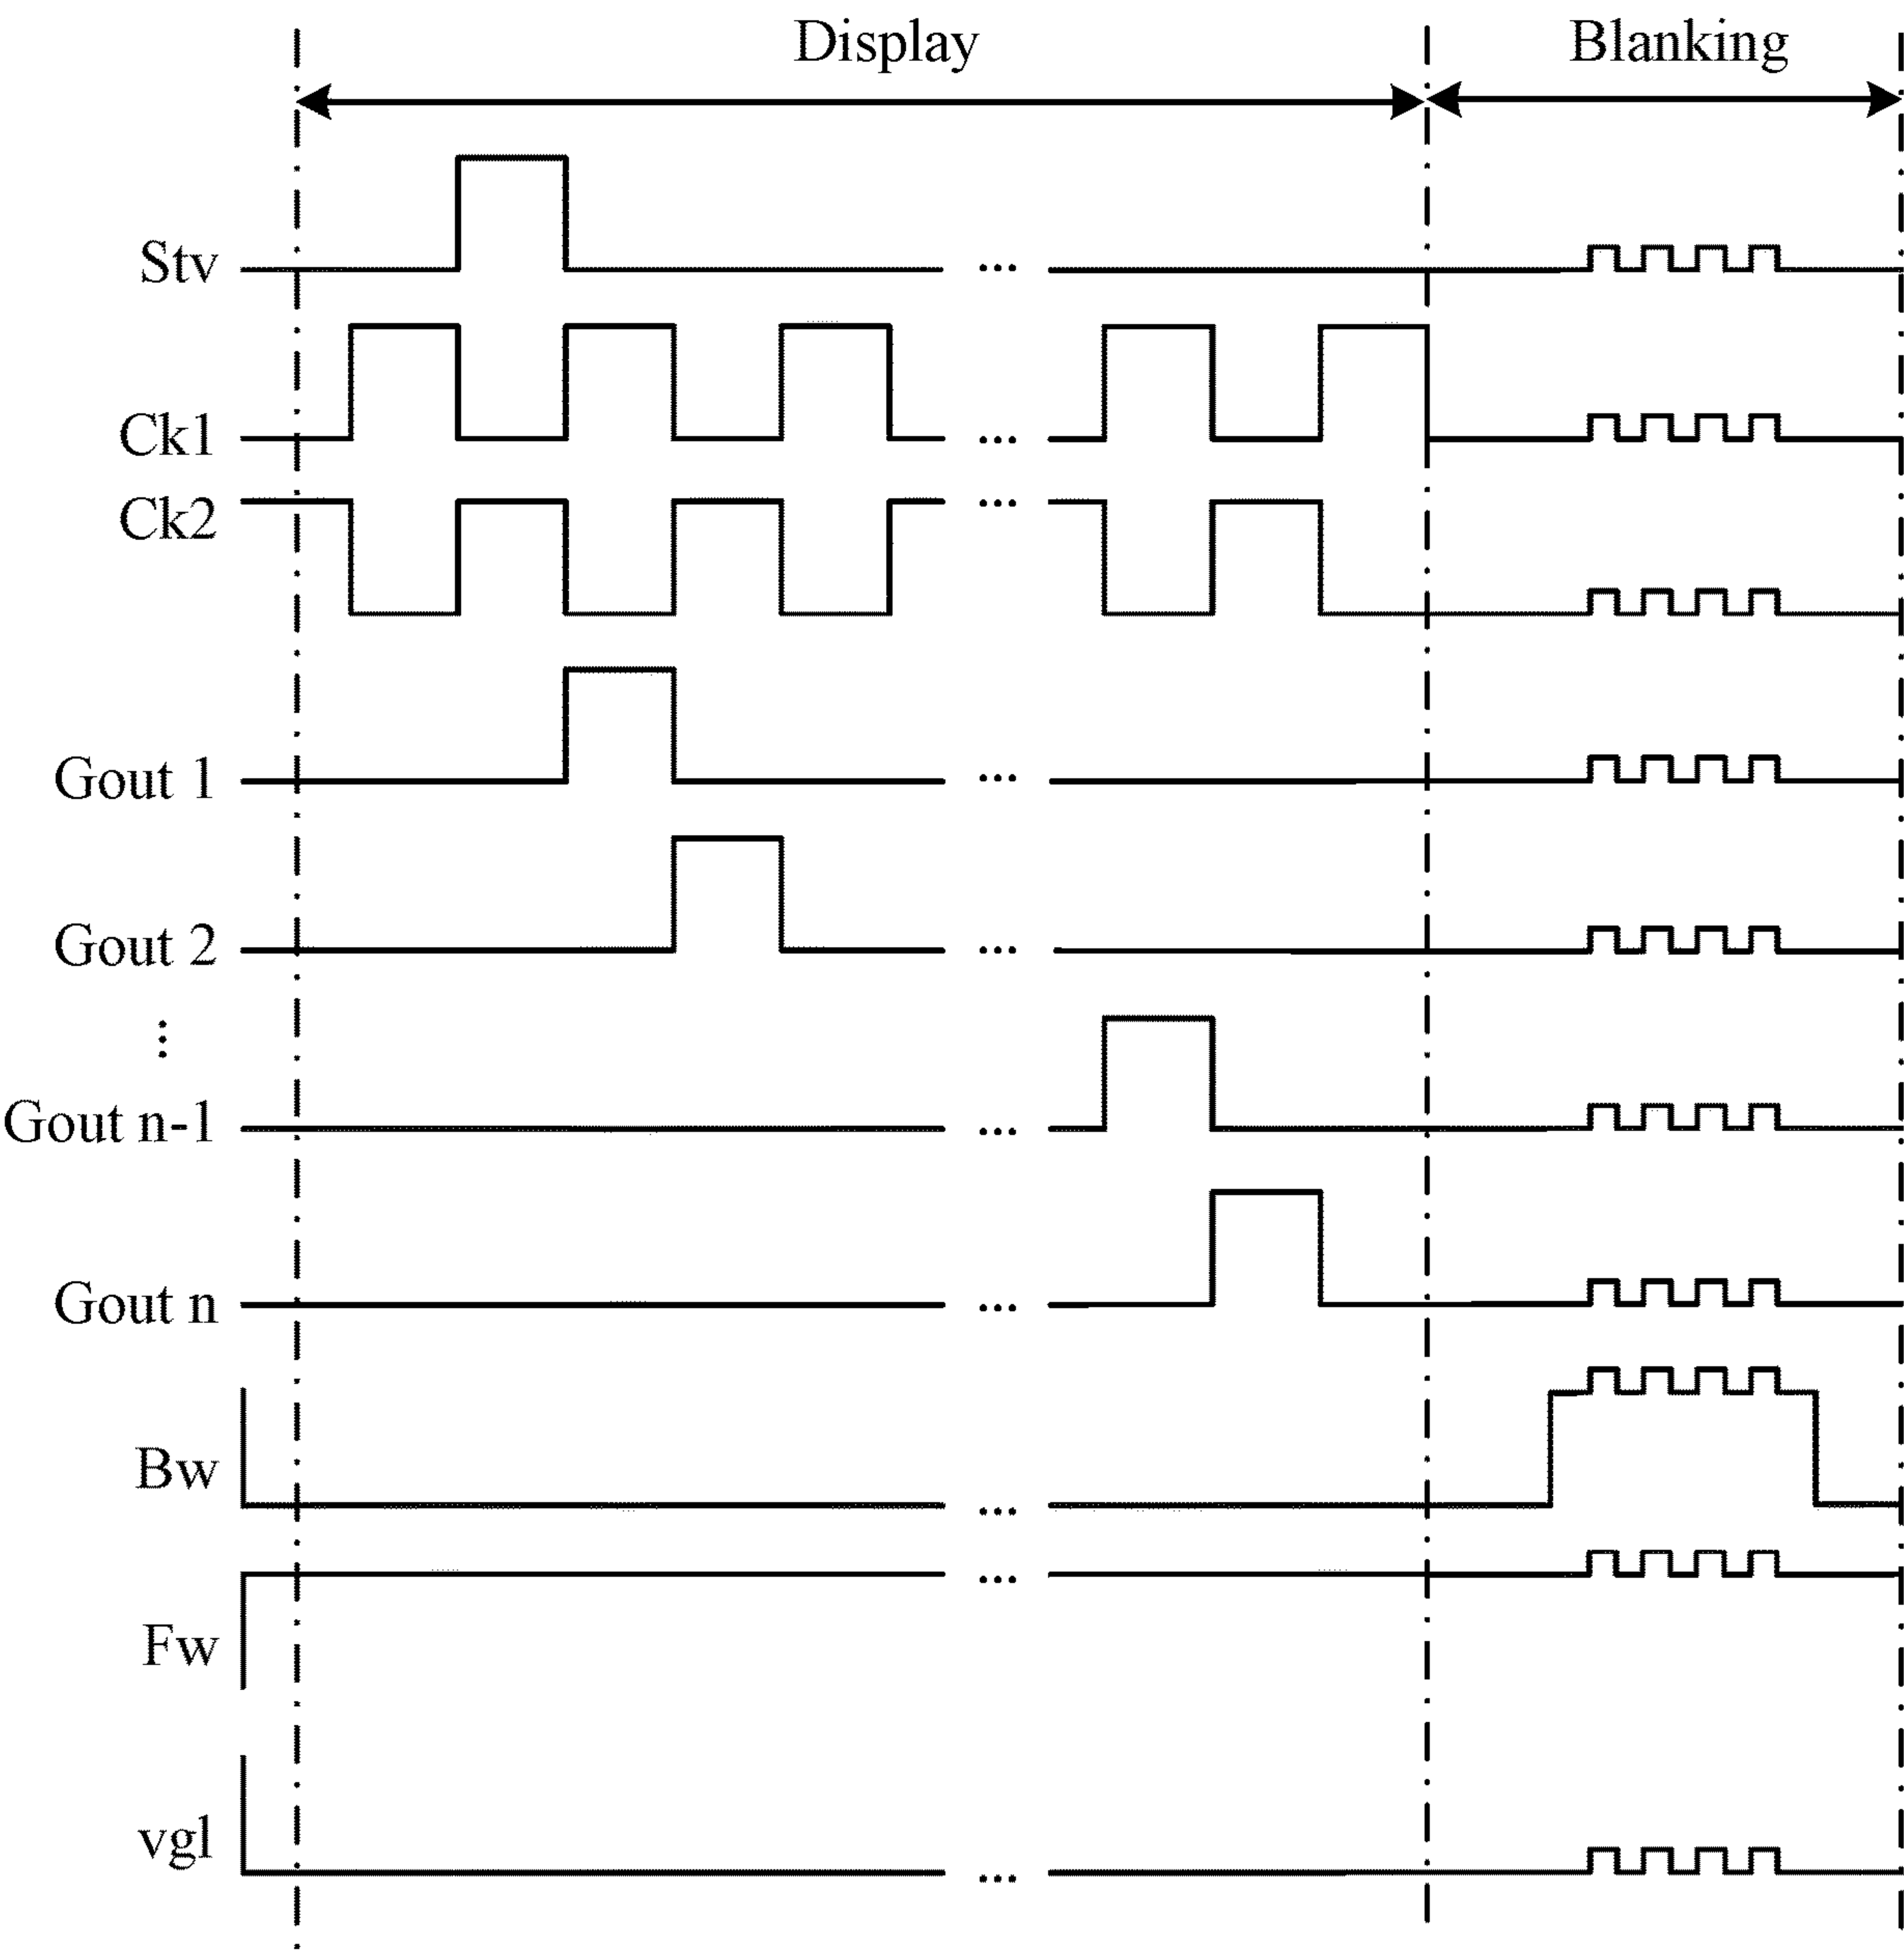 Display Blanking
Stv
...
Ck1
...
Ck2
...
Gout 1
...
Gout 2
...
...
Gout n-1
...
Gout n
...
Bw
...
Fw
...
vgl
...